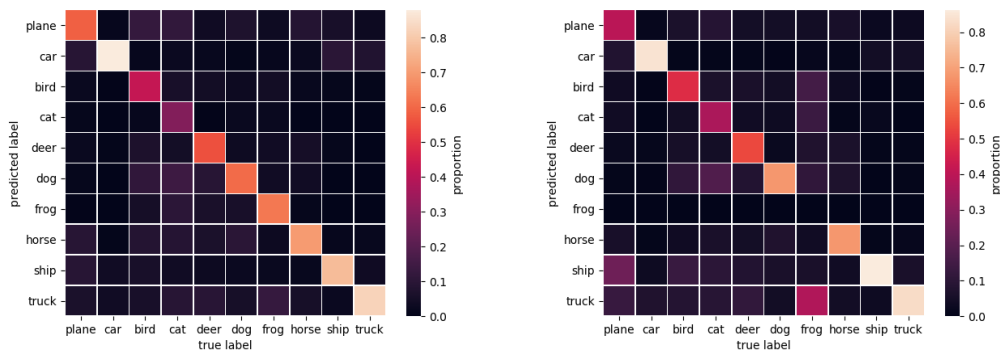 plane
car
bird
cat
deer
dog
frog
horse
ship
truck
predicted label
plane car bird cat deer dog frog horse ship truck
true label
0.8
0.7
0.6
0.5
0.4
0.3
0.2
0.1
0.0
proportion
plane
car
bird
cat
deer
dog
frog
horse
ship
truck
predicted label
plane car bird cat deer dog frog horse ship truck
true label
0.8
0.7
0.6
0.5
0.4
0.3
0.2
0.1
0.0
proportion